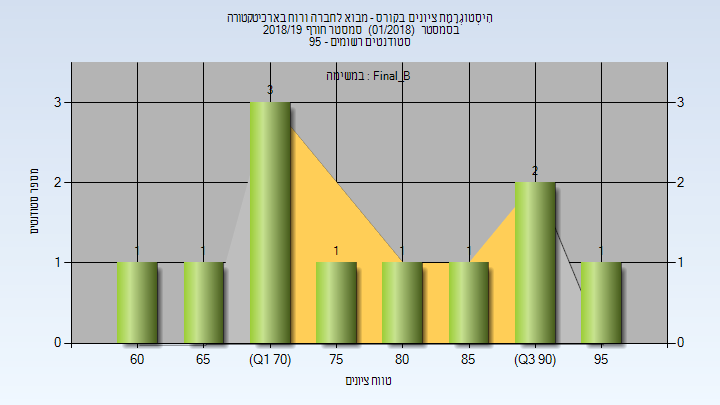 הִיסְטוֹגְרַמַת ציונים בקורס - מבוא לחברה ורוח בארכיטקטורה
בסמסטר (01/2018) סמסטר חורף 2018/19
סטודנטים רשומים - 95
במשימה : Final_B
מספר סטודנטים
3
2
1
0
3
2
1
0
1
1
3
1
1
1
2
1
60
65
(Q1 70)
75
80
85
(Q3 90)
95
טווח ציונים